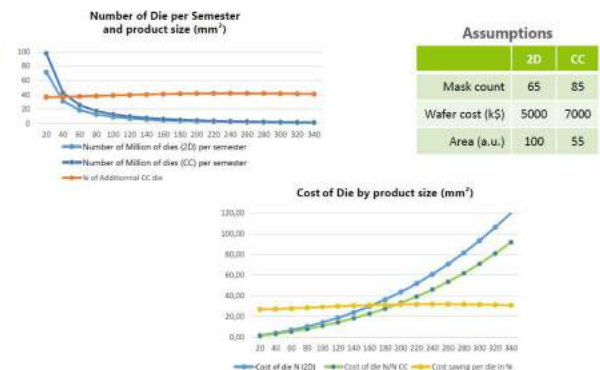 Number of Die per Semester
and product size (mm²)
100
80
60
40
20
0
20 40 60 80 100 120 140 160 180 200 220 240 260 280 300 320 340
Number of Million of dies (2D) per semester
Number of Million of dies (CC) per semester
% of Additionnal CC die
Assumptions
2D CC
Mask count 65 85
Wafer cost (k$) 5000 7000
Area (a.u.) 100 55
Cost of Die by product size (mm²)
120,00
100,00
80,00
60,00
40,00
20,00
0,00
20 40 60 80 100 120 140 160 180 200 220 240 260 280 300 320 340
Cost of die N (2D) Cost of die N/N CC Cost saving per die in %